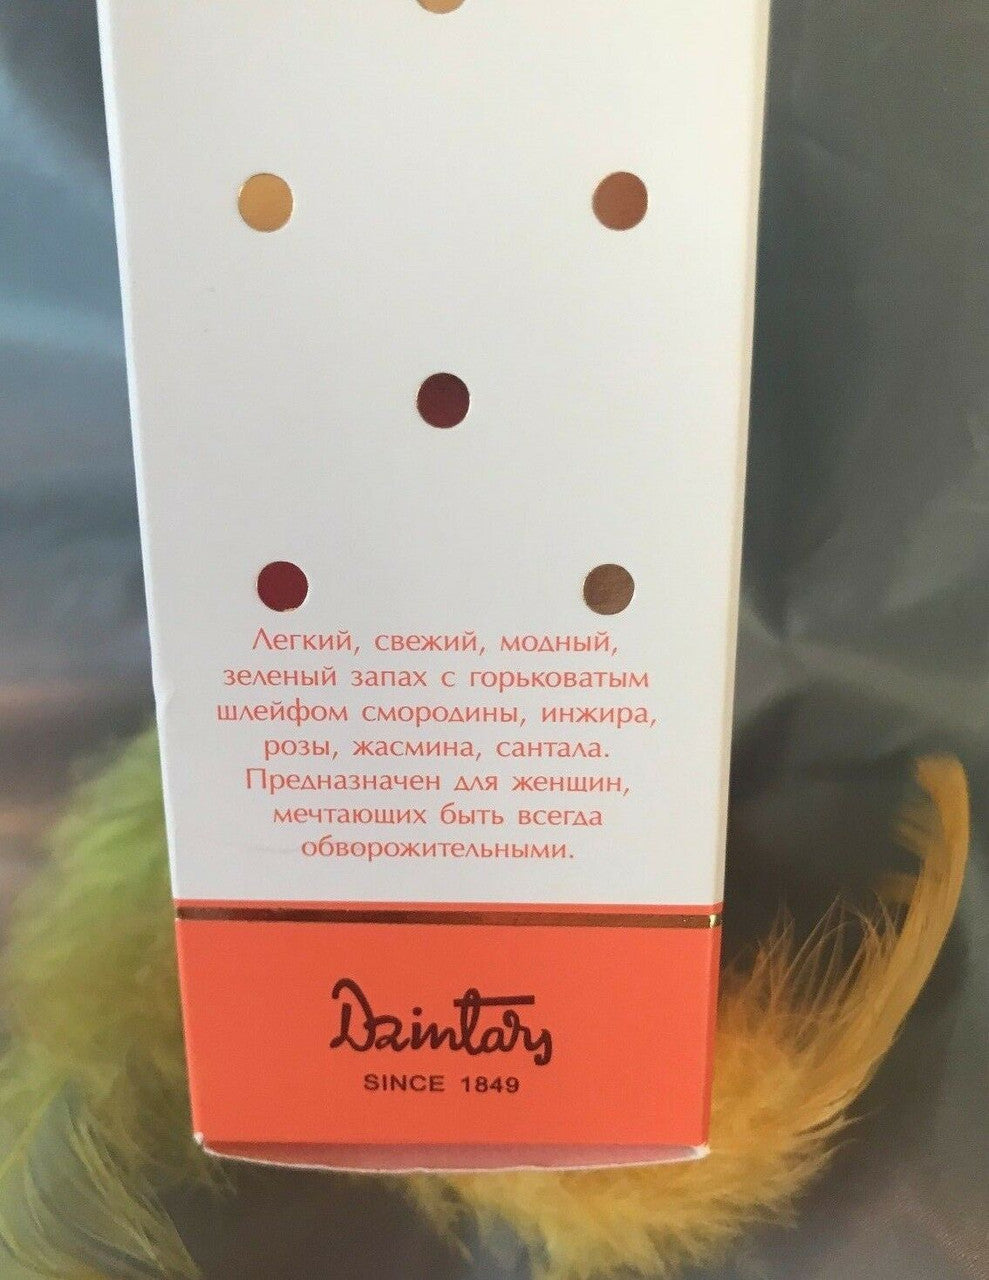 Легкий, свежий, модный,
зеленый запах с горьковатым
шлейфом смородины, инжира,
розы, жасмина, сантала.
Предназначен для женщин,
мечтающих быть всегда
обворожительными.
Dzintars
SINCE 1849